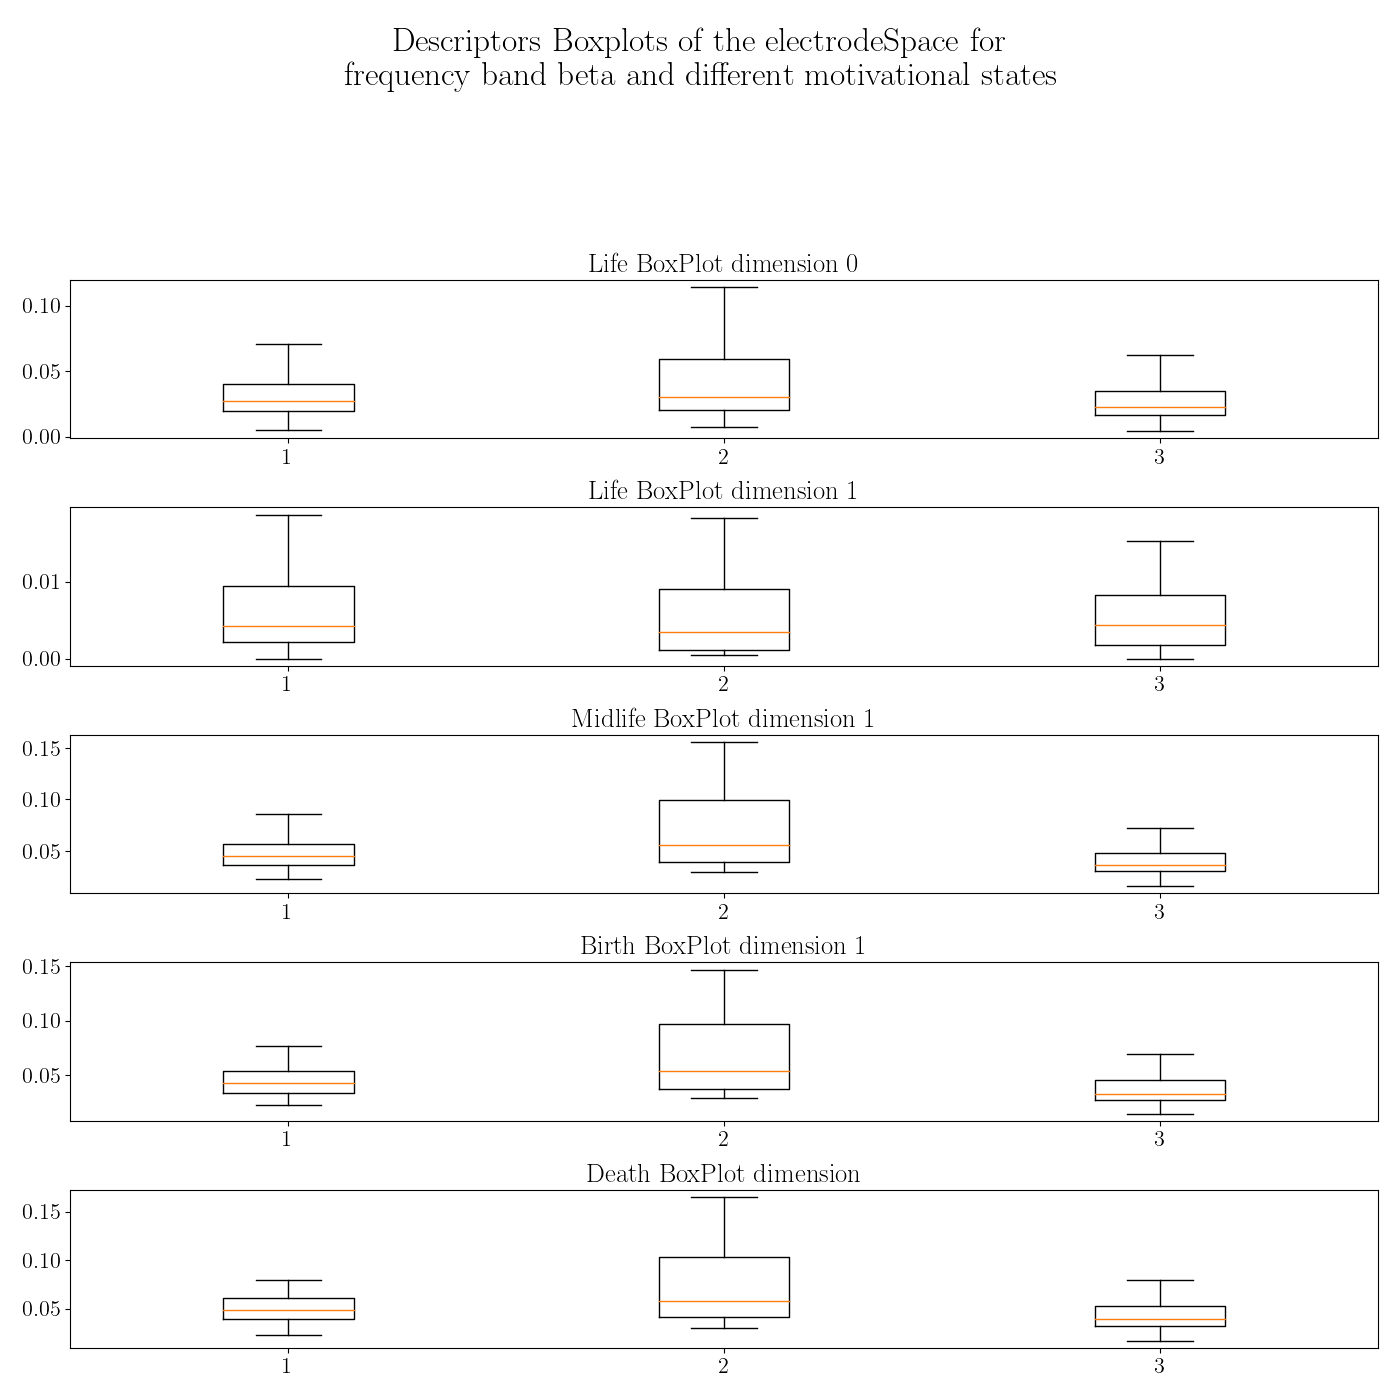 Descriptors Boxplots of the electrodeSpace for
frequency band beta and different motivational states
Life BoxPlot dimension 0
0.10
0.05
0.00
1 2 3
Life BoxPlot dimension 1
0.01
0.00
1 2 3
Midlife BoxPlot dimension 1
0.15
0.10
0.05
1 2 3
Birth BoxPlot dimension 1
0.15
0.10
0.05
1 2 3
Death BoxPlot dimension
0.15
0.10
0.05
1 2 3